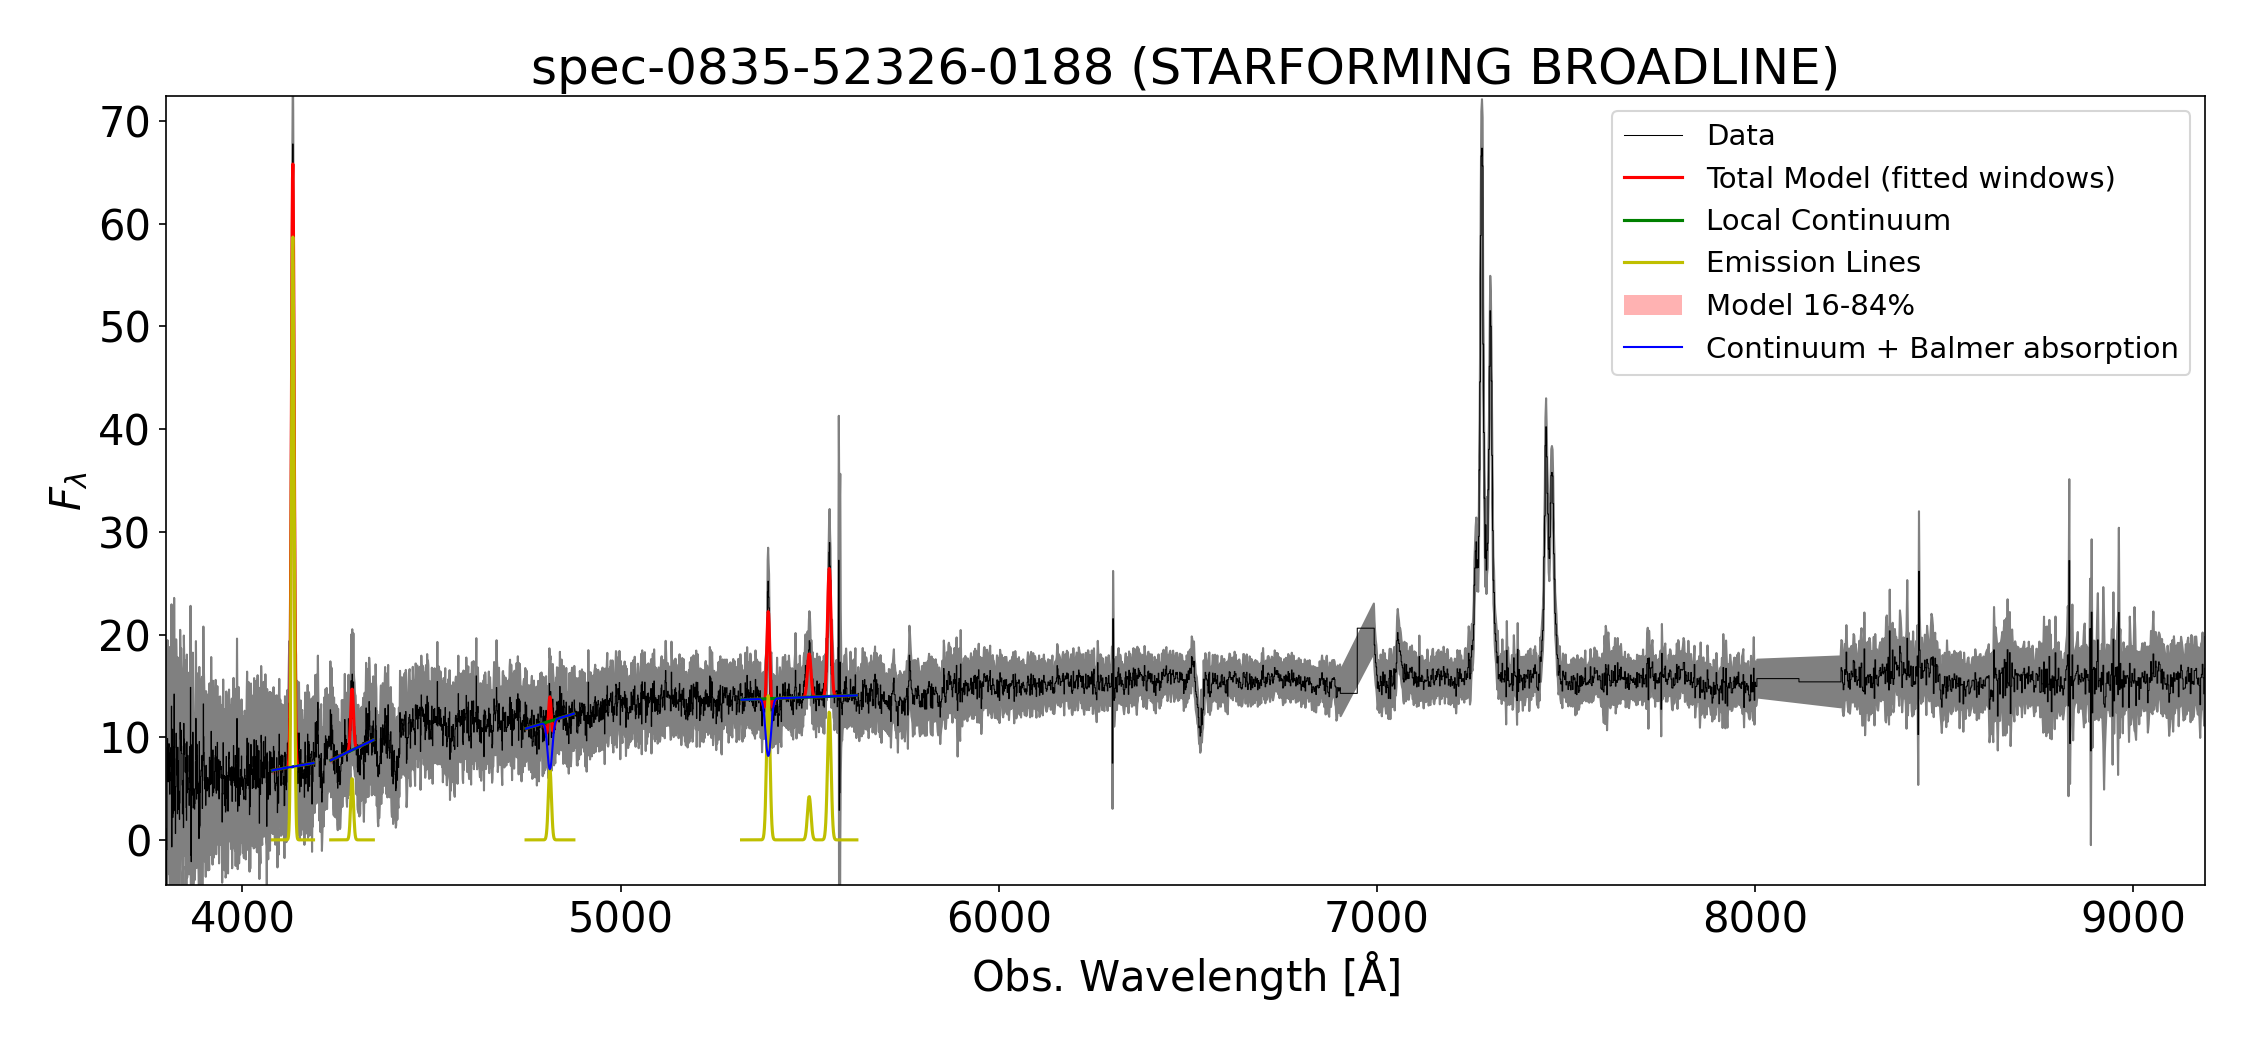 spec-0835-52326-0188 (STARFORMING BROADLINE)
70
60
50
40
30
20
10
0
F_λ
4000 5000 6000 7000 8000 9000
Obs. Wavelength [Å]
Data
Total Model (fitted windows)
Local Continuum
Emission Lines
Model 16-84%
Continuum + Balmer absorption